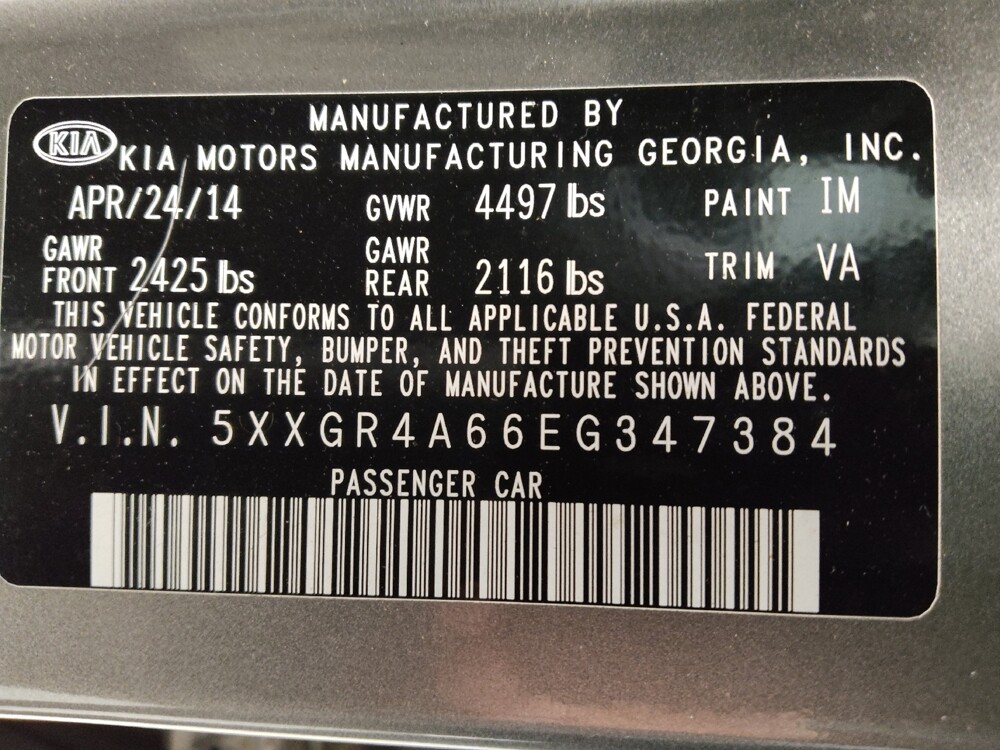 MANUFACTURED BY
KIA KIA MOTORS MANUFACTURING GEORGIA, INC.
APR/24/14 GVWR 4497 lbs PAINT IM
GAWR FRONT 2425 lbs GAWR REAR 2116 lbs TRIM VA
THIS VEHICLE CONFORMS TO ALL APPLICABLE U.S.A. FEDERAL
MOTOR VEHICLE SAFETY, BUMPER, AND THEFT PREVENTION STANDARDS
IN EFFECT ON THE DATE OF MANUFACTURE SHOWN ABOVE.
V.I.N. 5XXGR4A66EG347384
PASSENGER CAR